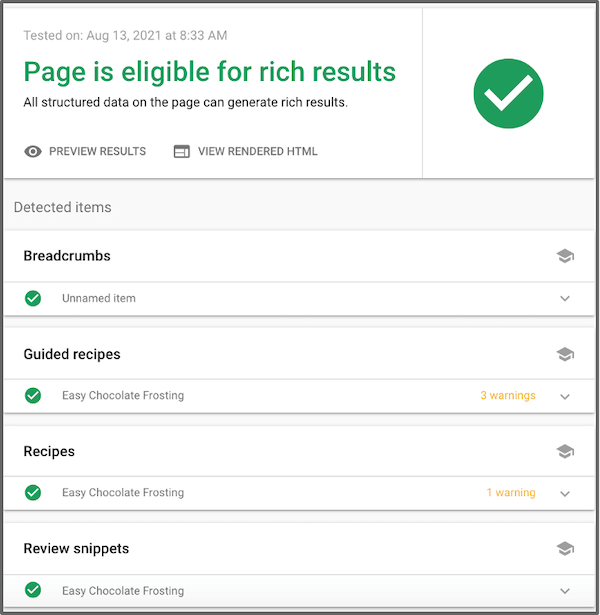 Tested on: Aug 13, 2021 at 8:33 AM
Page is eligible for rich results
All structured data on the page can generate rich results.
PREVIEW RESULTS VIEW RENDERED HTML
Detected items
Breadcrumbs
Unnamed item
Guided recipes
Easy Chocolate Frosting 3 warnings
Recipes
Easy Chocolate Frosting 1 warning
Review snippets
Easy Chocolate Frosting